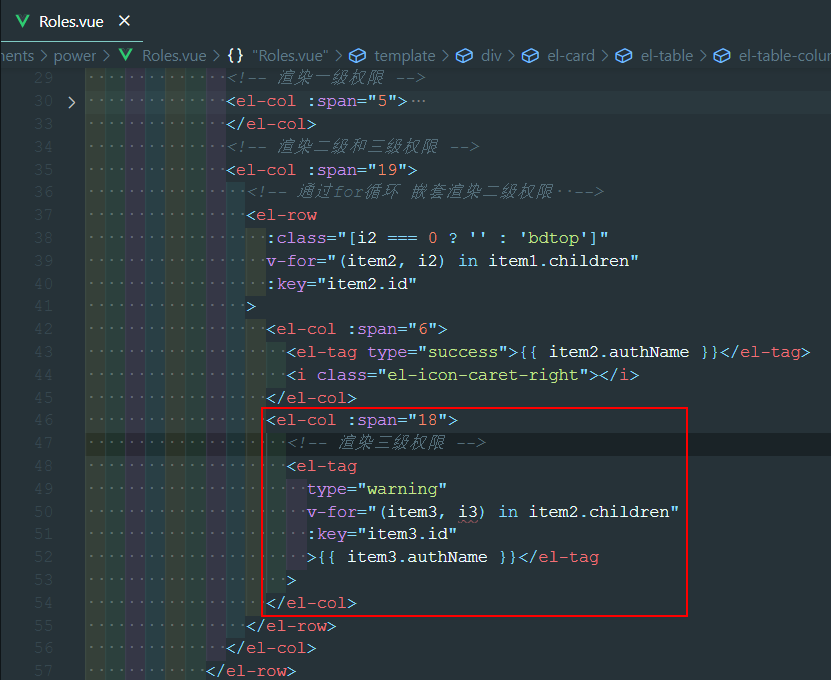 Roles.vue ×
nents > power > Roles.vue > {} "Roles.vue" > template > div > el-card > el-table > el-table-colur
29 <!-- 渲染一级权限 -->
30 <el-col :span="5">…
33 </el-col>
34 <!-- 渲染二级和三级权限 -->
35 <el-col :span="19">
36 <!-- 通过for循环 嵌套渲染二级权限  -->
37 <el-row
38 :class="[i2 === 0 ? '' : 'bdtop']"
39 v-for="(item2, i2) in item1.children"
40 :key="item2.id"
41 >
42 <el-col :span="6">
43 <el-tag type="success">{{ item2.authName }}</el-tag>
44 <i class="el-icon-caret-right"></i>
45 </el-col>
46 <el-col :span="18">
47 <!-- 渲染三级权限 -->
48 <el-tag
49 type="warning"
50 v-for="(item3, i3) in item2.children"
51 :key="item3.id"
52 >{{ item3.authName }}</el-tag
53 >
54 </el-col>
55 </el-row>
56 </el-col>
57 </el-row>